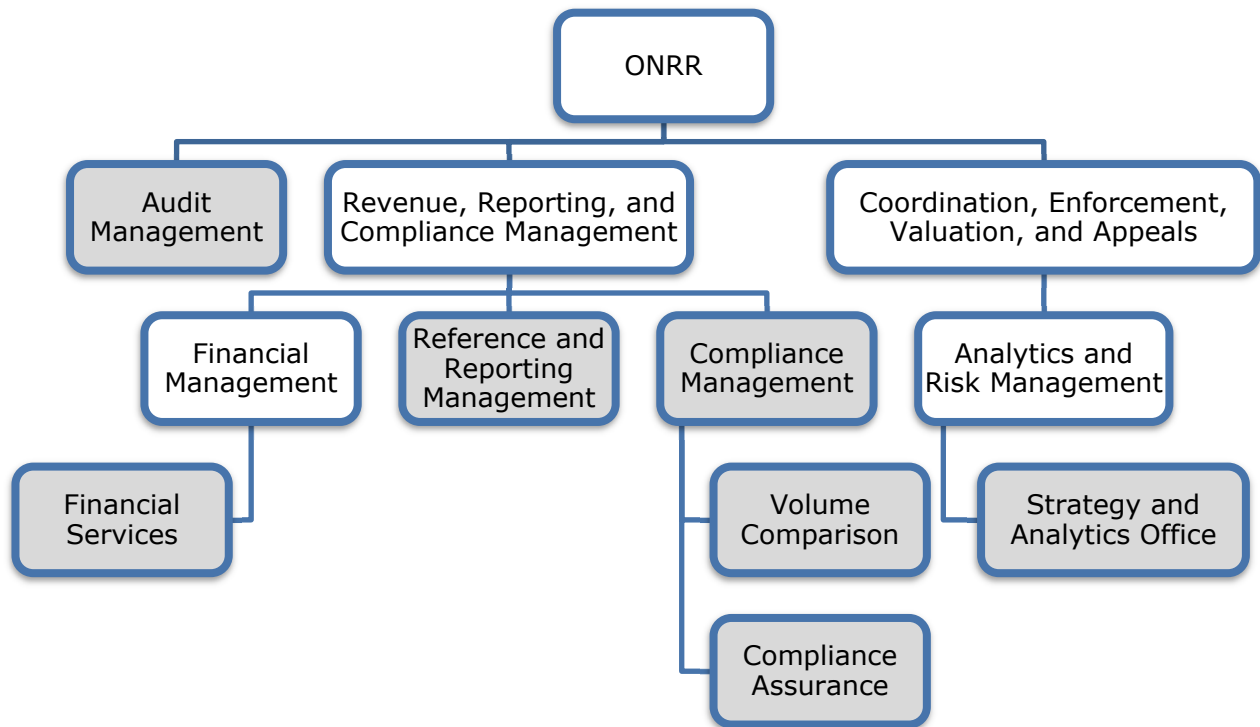 ONRR
Audit
Management
Revenue, Reporting, and
Compliance Management
Coordination, Enforcement,
Valuation, and Appeals
Financial
Management
Reference and
Reporting
Management
Compliance
Management
Analytics and
Risk Management
Financial
Services
Volume
Comparison
Strategy and
Analytics Office
Compliance
Assurance